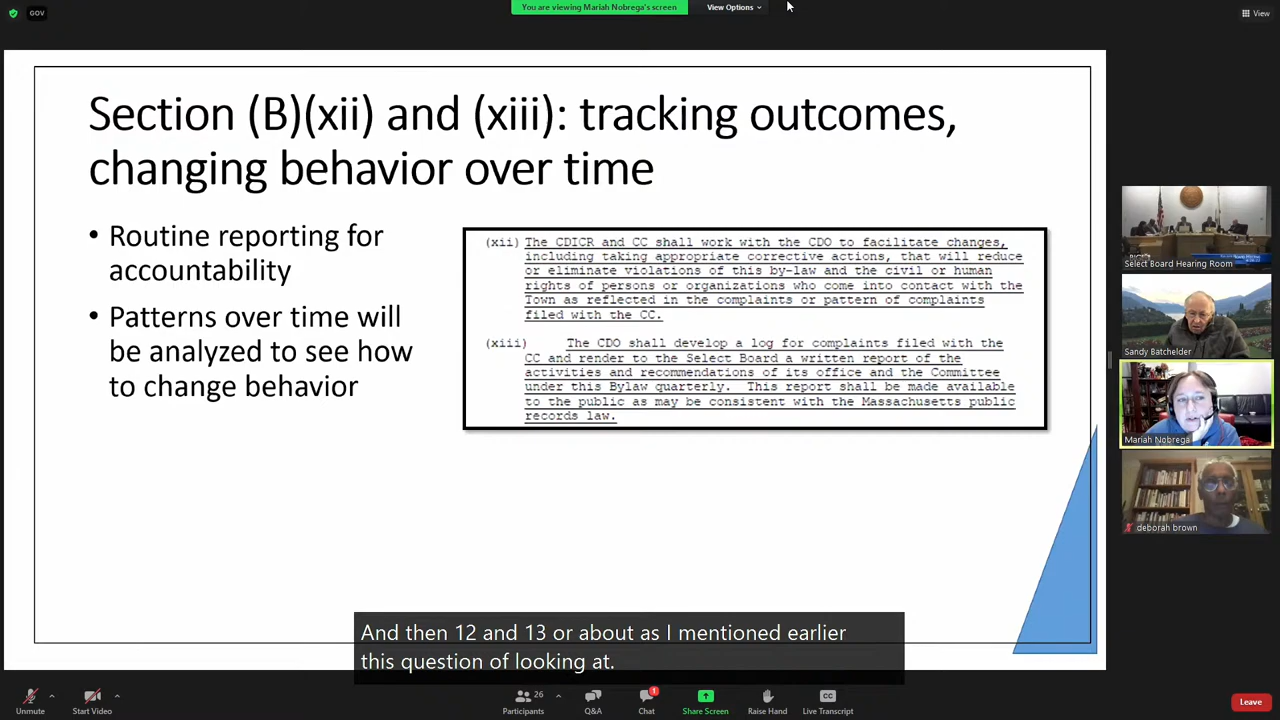 GOV
You are viewing Mariah Nobrega's screen
View Options
View
Section (B)(xii) and (xiii): tracking outcomes,
changing behavior over time
• Routine reporting for
accountability
• Patterns over time will
be analyzed to see how
to change behavior
(xii) The CDICR and CC shall work with the CDO to facilitate changes,
including taking appropriate corrective actions, that will reduce
or eliminate violations of this by-law and the civil or human
rights of persons or organizations who come into contact with the
Town as reflected in the complaints or pattern of complaints
filed with the CC.
(xiii) The CDO shall develop a log for complaints filed with the
CC and render to the Select Board a written report of the
activities and recommendations of its office and the Committee
under this Bylaw quarterly. This report shall be made available
to the public as may be consistent with the Massachusetts public
records law.
Select Board Hearing Room
Sandy Batchelder
Mariah Nobrega
deborah brown
And then 12 and 13 or about as I mentioned earlier
this question of looking at.
Unmute
Start Video
Participants
26
Q&A
Chat
1
Share Screen
Raise Hand
CC
Live Transcript
Leave